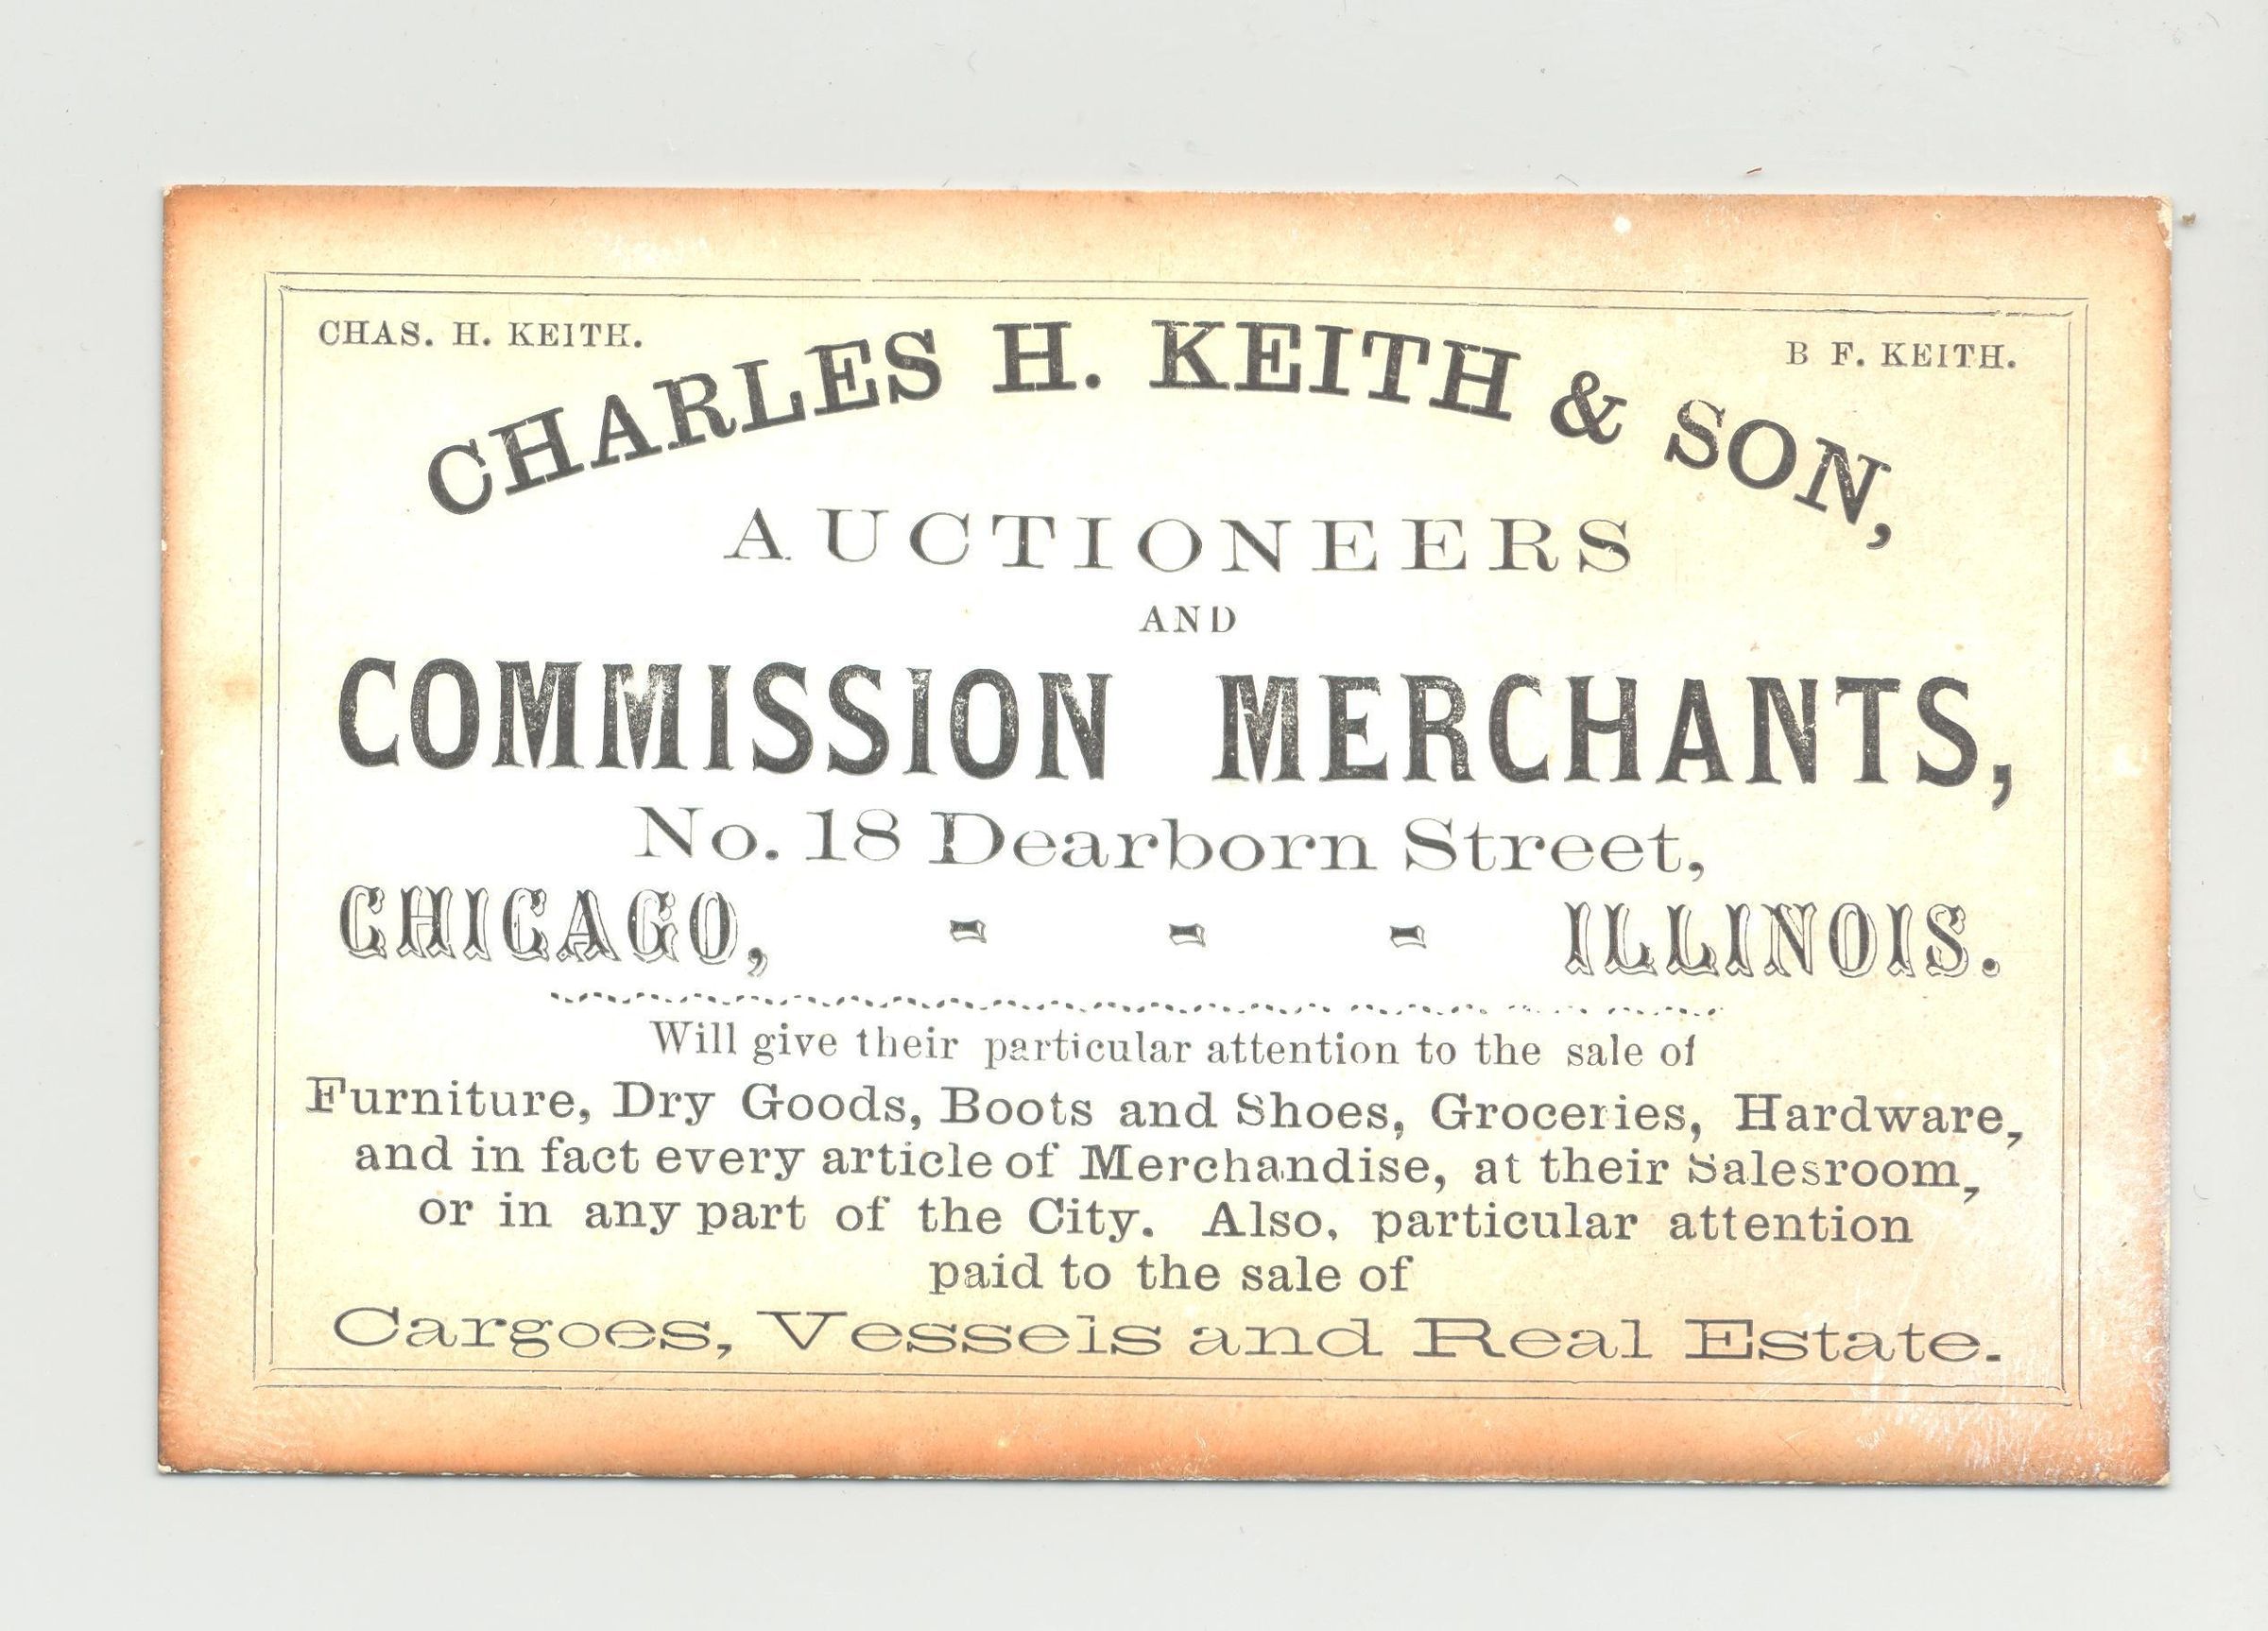 CHAS. H. KEITH.
B F. KEITH.
CHARLES H. KEITH & SON,
AUCTIONEERS
AND
COMMISSION MERCHANTS,
No. 18 Dearborn Street,
CHICAGO, - - - ILLINOIS.
Will give their particular attention to the sale of
Furniture, Dry Goods, Boots and Shoes, Groceries, Hardware,
and in fact every article of Merchandise, at their Salesroom,
or in any part of the City. Also, particular attention
paid to the sale of
Cargoes, Vessels and Real Estate.